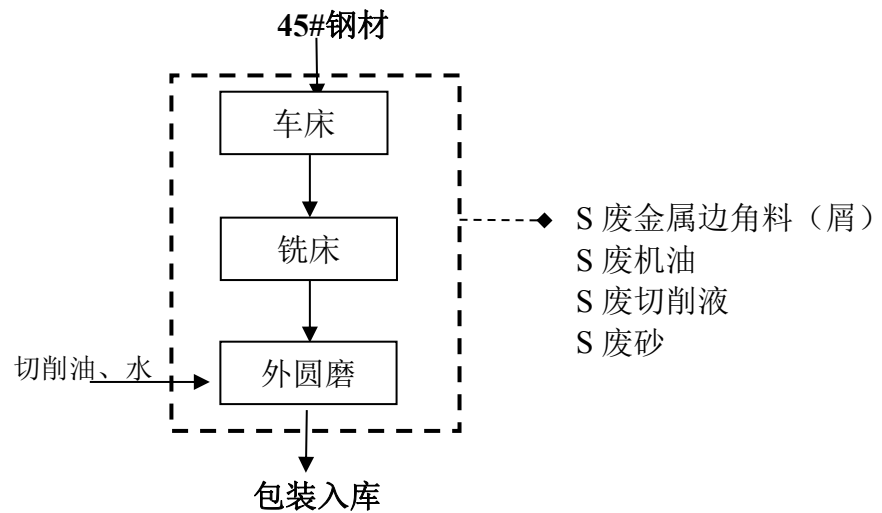 45#钢材
车床
铣床
S 废金属边角料（屑）
S 废机油
S 废切削液
S 废砂
切削油、水
外圆磨
包装入库